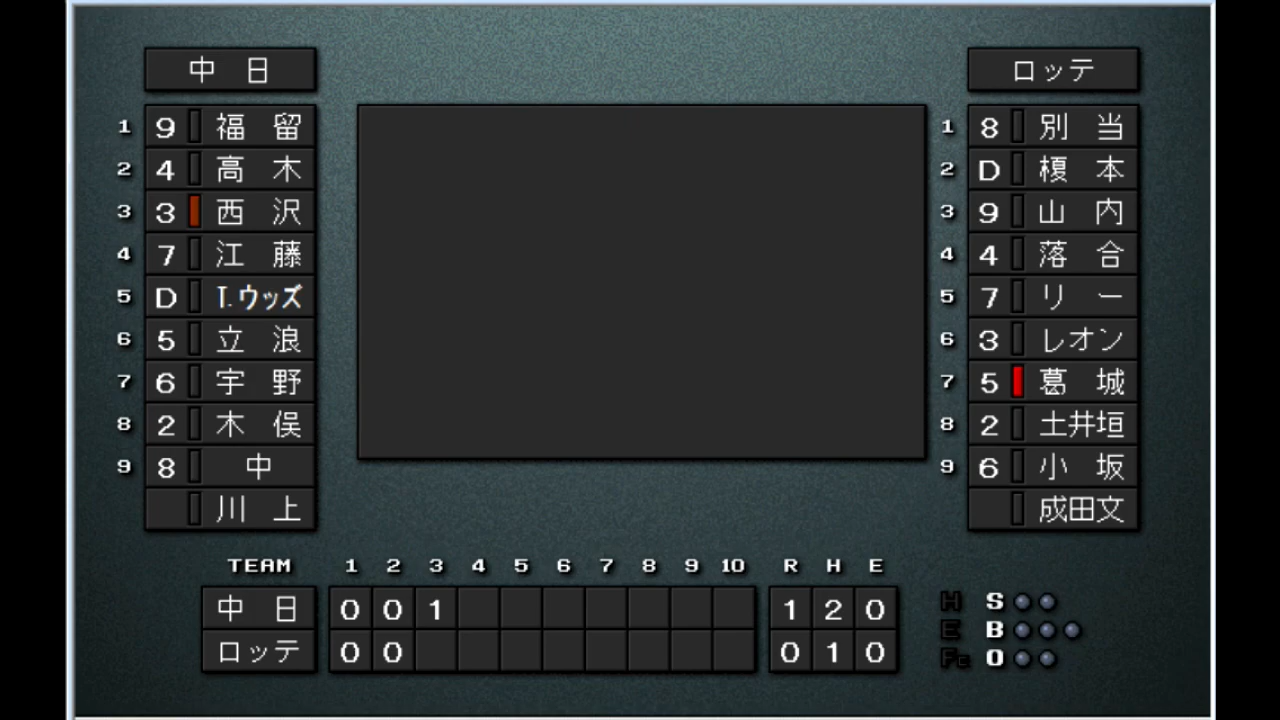 中日
1 9 福留
2 4 高木
3 3 西沢
4 7 江藤
5 D T.ウッズ
6 5 立浪
7 6 宇野
8 2 木俣
9 8 中
川上
ロッテ
1 8 別当
2 D 榎本
3 9 山内
4 4 落合
5 7 リー
6 3 レオン
7 5 葛城
8 2 土井垣
9 6 小坂
成田文
TEAM 1 2 3 4 5 6 7 8 9 10 R H E
中日 0 0 1 1 2 0
ロッテ 0 0 0 1 0
H S
E B
Fc O